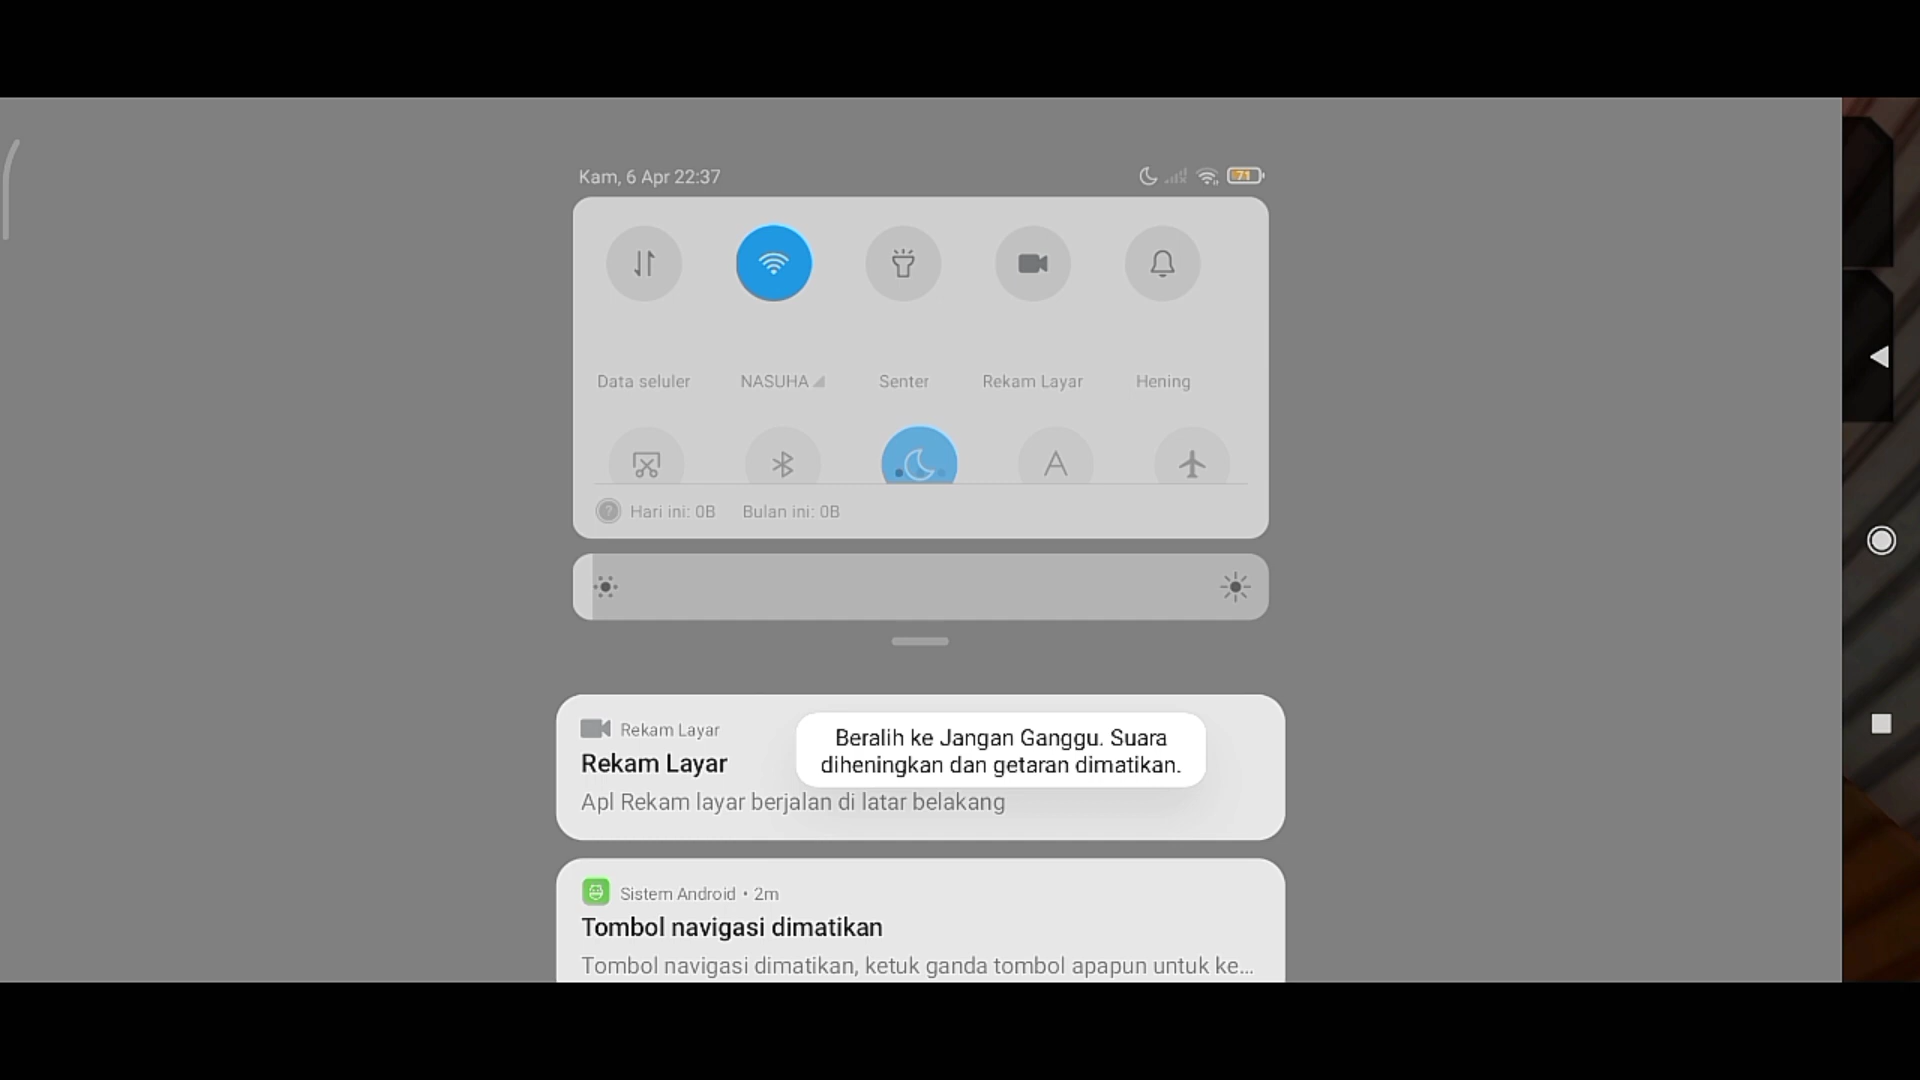 Kam, 6 Apr 22:37
71
Data seluler
NASUHA
Senter
Rekam Layar
Hening
A
Hari ini: 0B
Bulan ini: 0B
Rekam Layar
Rekam Layar
Beralih ke Jangan Ganggu. Suara
diheningkan dan getaran dimatikan.
Apl Rekam layar berjalan di latar belakang
Sistem Android • 2m
Tombol navigasi dimatikan
Tombol navigasi dimatikan, ketuk ganda tombol apapun untuk ke...